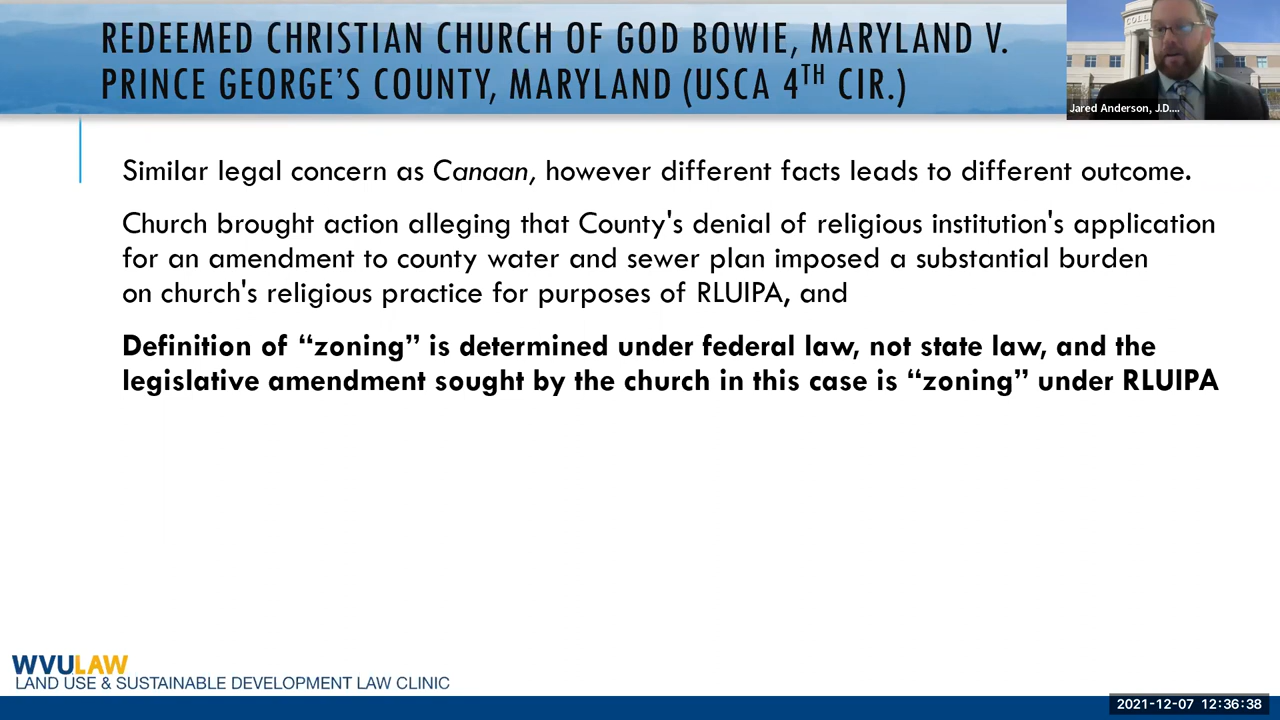 REDEEMED CHRISTIAN CHURCH OF GOD BOWIE, MARYLAND V.
PRINCE GEORGE'S COUNTY, MARYLAND (USCA 4TH CIR.)
COLL
Jared Anderson, J.D....
Similar legal concern as Canaan, however different facts leads to different outcome.
Church brought action alleging that County's denial of religious institution's application
for an amendment to county water and sewer plan imposed a substantial burden
on church's religious practice for purposes of RLUIPA, and
Definition of “zoning” is determined under federal law, not state law, and the
legislative amendment sought by the church in this case is “zoning” under RLUIPA
WVULAW
LAND USE & SUSTAINABLE DEVELOPMENT LAW CLINIC
2021-12-07 12:36:38